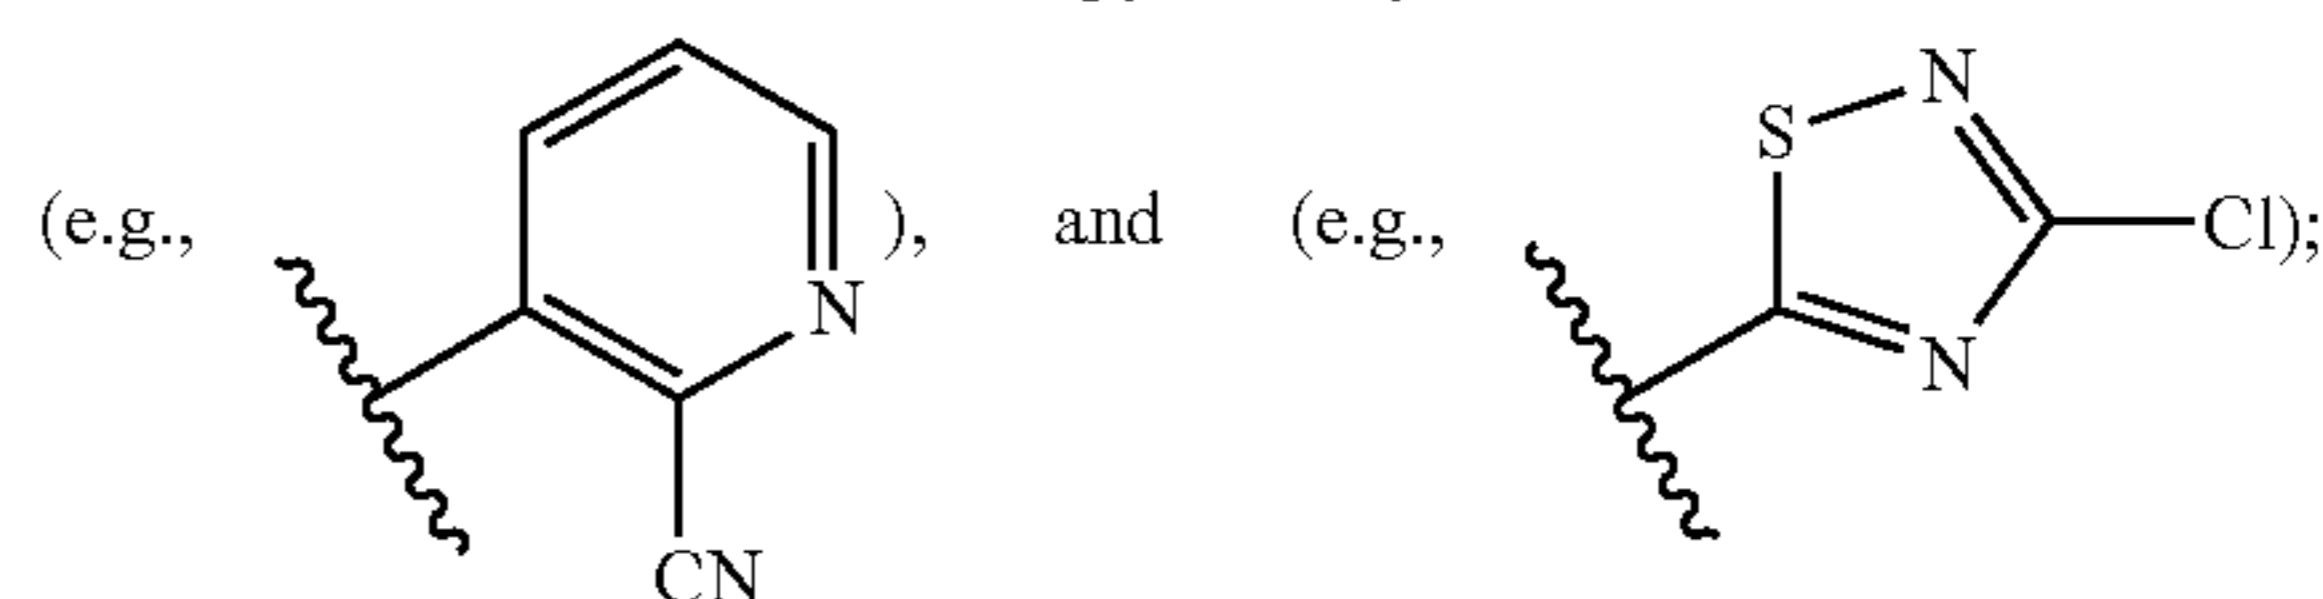 (e.g., N CN ), and (e.g., S N N Cl);